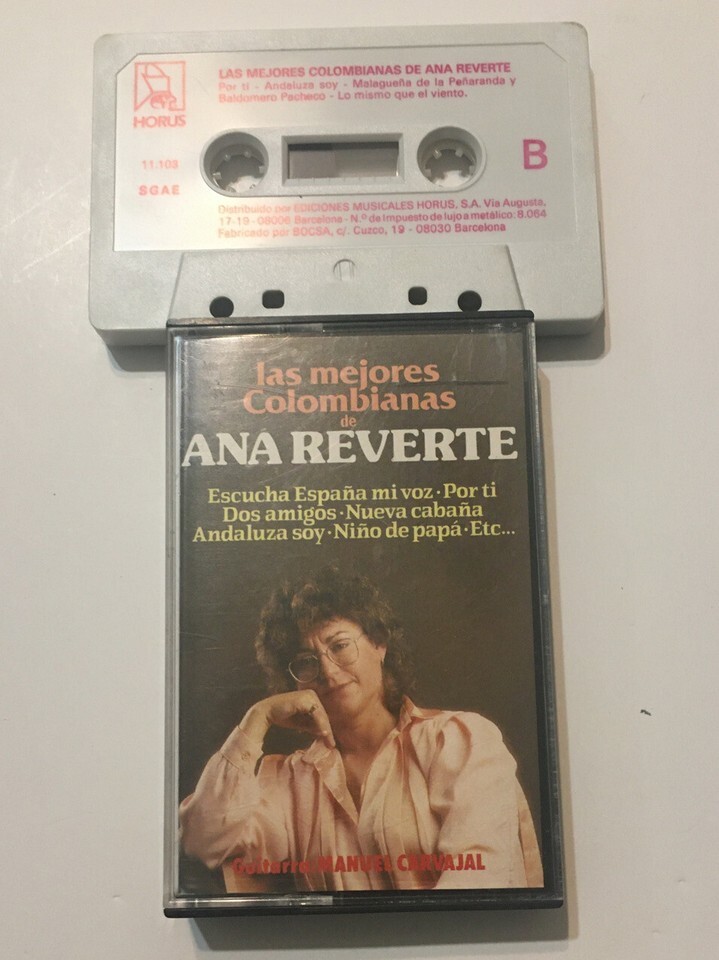 HORUS
11.103
SGAE
LAS MEJORES COLOMBIANAS DE ANA REVERTE
Por ti - Andaluza soy - Malagueña de la Peñaranda y
Baldomaro Pacheco - Lo mismo que el viento.
B
Distribuido por EDICIONES MUSICALES HORUS, S.A. Via Augusta,
17-19 - 08006 Barcelona - N.º de Impuesto de lujo a metálico: 8.064
Fabricado por BOCSA, c/. Cuzco, 19 - 08030 Barcelona
las mejores
Colombianas
de
ANA REVERTE
Escucha España mi voz · Por ti
Dos amigos · Nueva cabaña
Andaluza soy · Niño de papá · Etc...
Guitarra: MANUEL CARVAJAL